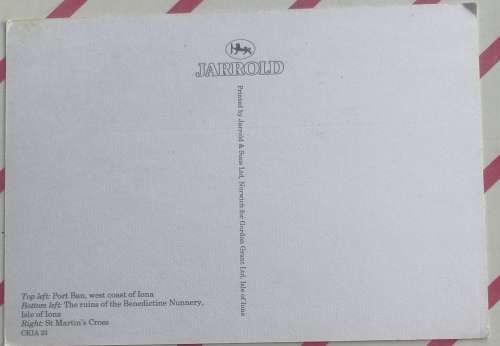 JARROLD
Printed by Jarrold & Sons Ltd, Norwich for Gordon Grant Ltd, Isle of Iona
Top left: Port Ban, west coast of Iona
Bottom left: The ruins of the Benedictine Nunnery,
Isle of Iona
Right: St Martin's Cross
CKIA 23